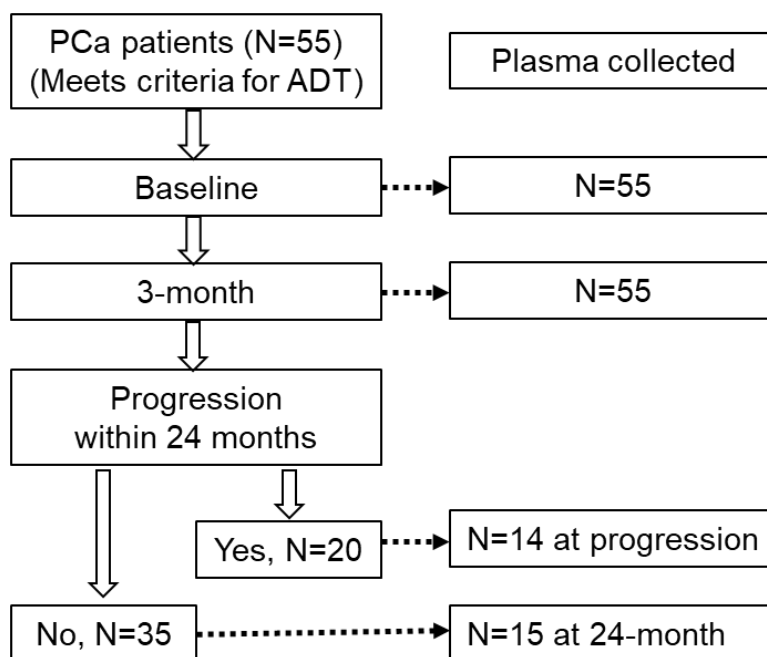 PCa patients (N=55)
(Meets criteria for ADT)
Plasma collected
Baseline
N=55
3-month
N=55
Progression
within 24 months
Yes, N=20
N=14 at progression
No, N=35
N=15 at 24-month